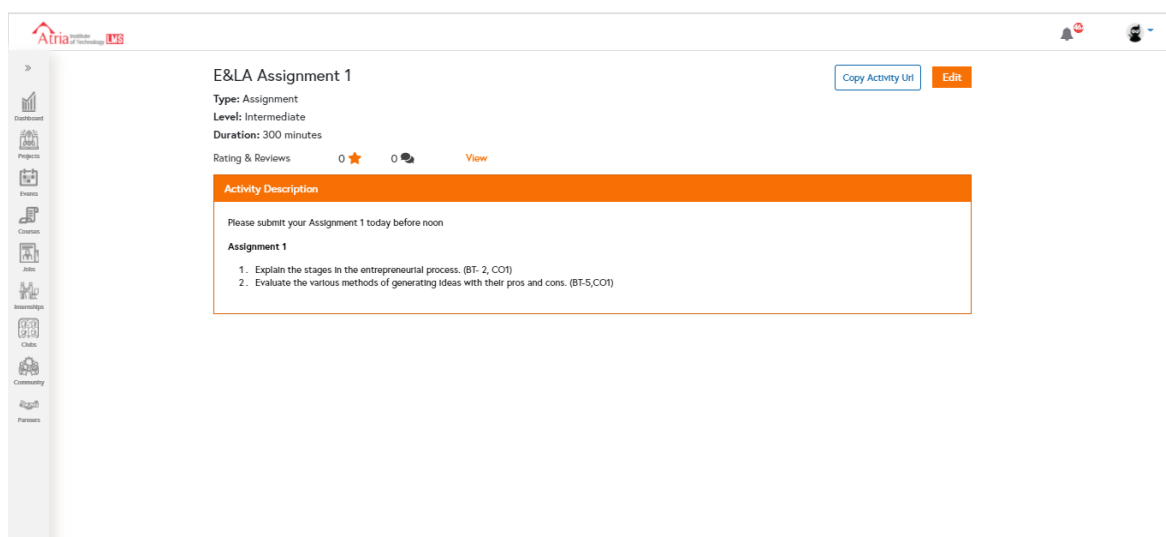 Atria Institute of Technology LMS
46
»
Dashboard
Projects
Events
Courses
Jobs
Internships
Clubs
Community
Partners
E&LA Assignment 1
Copy Activity Url
Edit
Type: Assignment
Level: Intermediate
Duration: 300 minutes
Rating & Reviews 0 0 View
Activity Description
Please submit your Assignment 1 today before noon
Assignment 1
1. Explain the stages in the entrepreneurial process. (BT- 2, CO1)
2. Evaluate the various methods of generating ideas with their pros and cons. (BT-5,CO1)